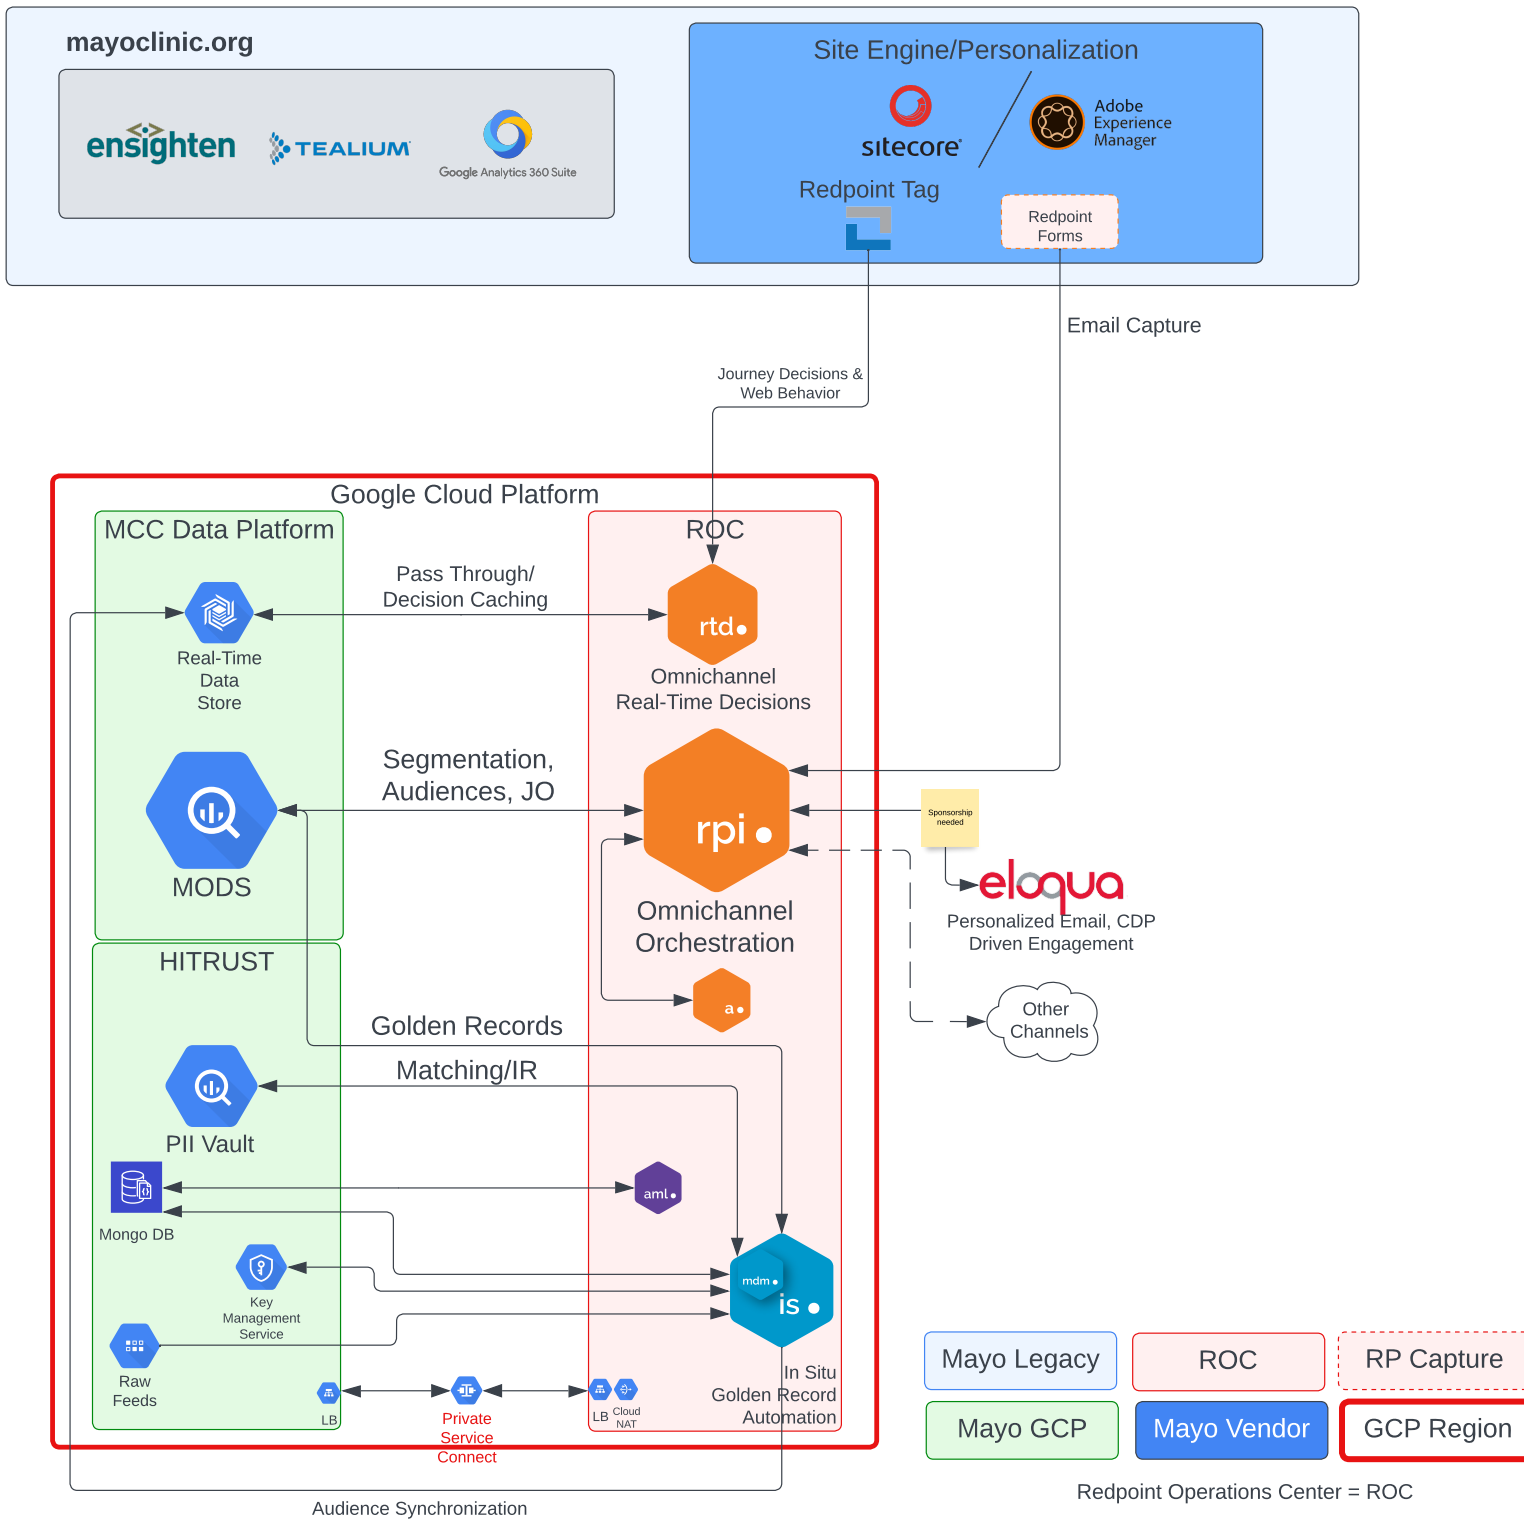 mayoclinic.org
ensighten
TEALIUM
Google Analytics 360 Suite
Site Engine/Personalization
sitecore
Adobe
Experience
Manager
Redpoint Tag
Redpoint
Forms
Email Capture
Journey Decisions &
Web Behavior
Google Cloud Platform
MCC Data Platform
ROC
Pass Through/
Decision Caching
rtd.
Real-Time
Data
Store
Omnichannel
Real-Time Decisions
Segmentation,
Audiences, JO
rpi.
Sponsorship
needed
MODS
eloqua
Personalized Email, CDP
Driven Engagement
Omnichannel
Orchestration
HITRUST
a.
Other
Channels
Golden Records
Matching/IR
PII Vault
aml.
Mongo DB
mdm.
is.
Key
Management
Service
Raw
Feeds
LB
Private
Service
Connect
LB
Cloud
NAT
In Situ
Golden Record
Automation
Audience Synchronization
Mayo Legacy
ROC
RP Capture
Mayo GCP
Mayo Vendor
GCP Region
Redpoint Operations Center = ROC